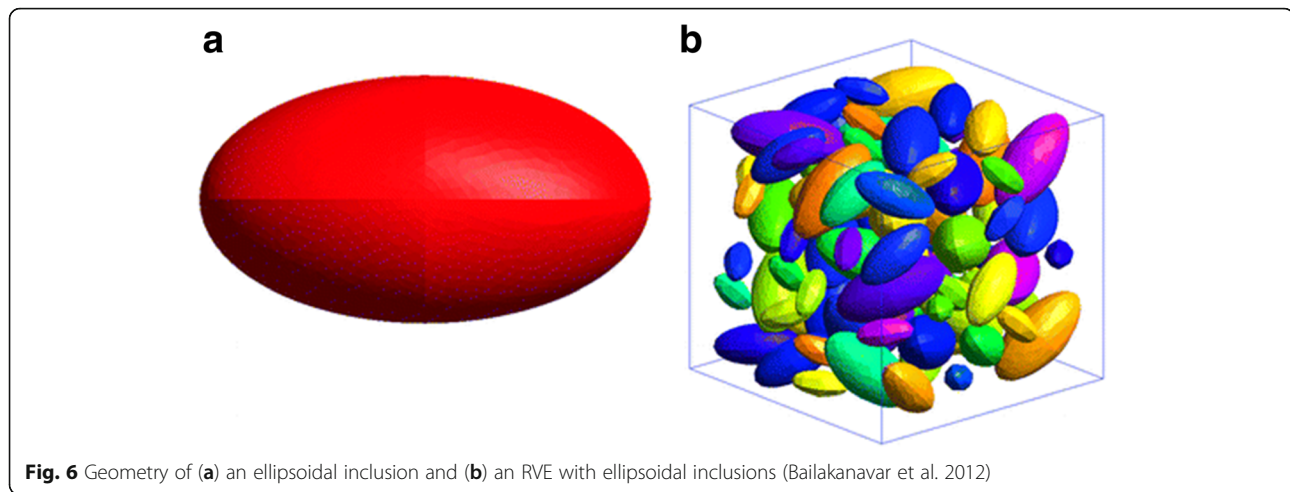 a
b
Fig. 6 Geometry of (a) an ellipsoidal inclusion and (b) an RVE with ellipsoidal inclusions (Bailakanavar et al. 2012)